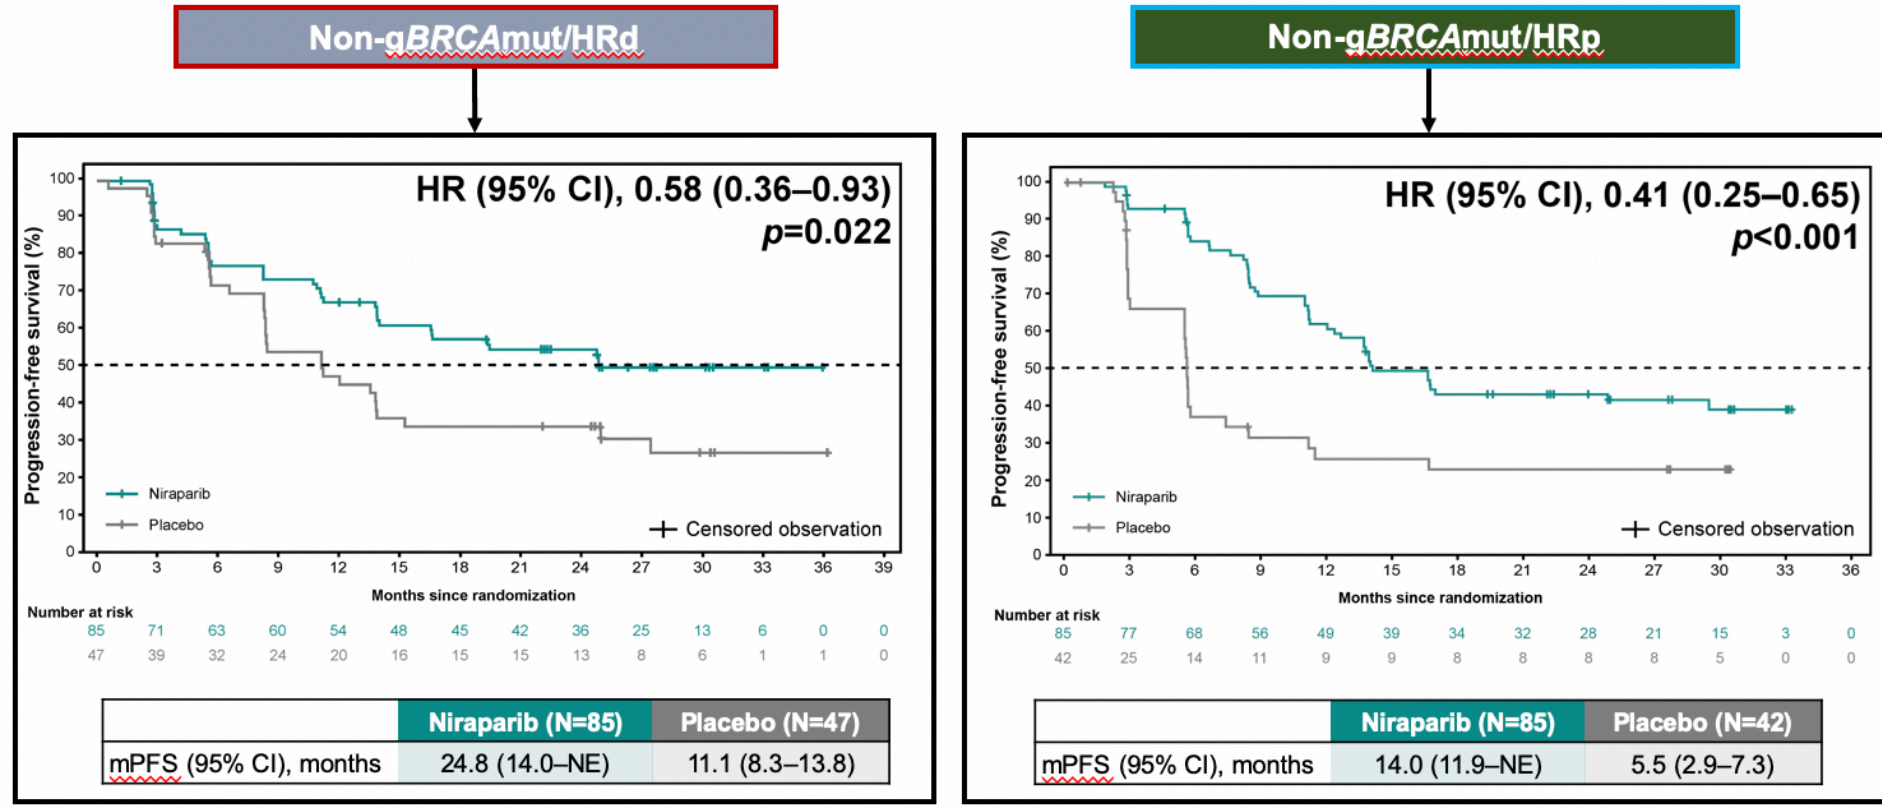 Non-gBRCAmut/HRd
HR (95% CI), 0.58 (0.36–0.93)
p=0.022
Progression-free survival (%)
100
90
80
70
60
50
40
30
20
10
0
Niraparib
Placebo
Censored observation
0 3 6 9 12 15 18 21 24 27 30 33 36 39
Months since randomization
Number at risk
85 71 63 60 54 48 45 42 36 25 13 6 0 0
47 39 32 24 20 16 15 15 13 8 6 1 1 0
Niraparib (N=85) Placebo (N=47)
mPFS (95% CI), months 24.8 (14.0–NE) 11.1 (8.3–13.8)
Non-gBRCAmut/HRp
HR (95% CI), 0.41 (0.25–0.65)
p<0.001
Progression-free survival (%)
100
90
80
70
60
50
40
30
20
10
0
Niraparib
Placebo
Censored observation
0 3 6 9 12 15 18 21 24 27 30 33 36
Months since randomization
Number at risk
85 77 68 56 49 39 34 32 28 21 15 3 0
42 25 14 11 9 9 8 8 8 8 5 0 0
Niraparib (N=85) Placebo (N=42)
mPFS (95% CI), months 14.0 (11.9–NE) 5.5 (2.9–7.3)